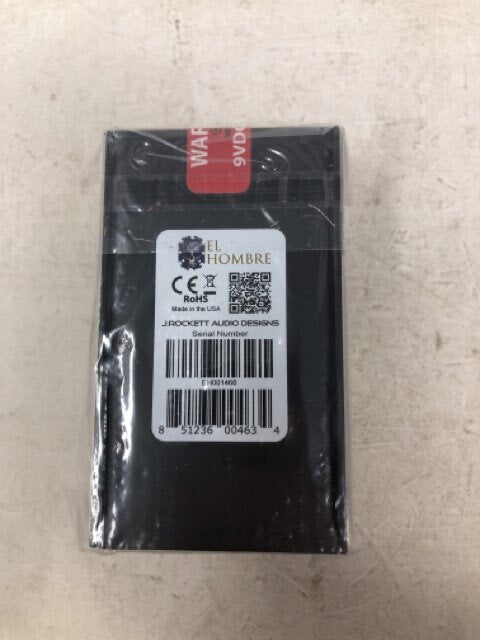 WAR
9VDC
EL
HOMBRE
CE
RoHS
Made in the USA
J.ROCKETT AUDIO DESIGNS
Serial Number
EH001466
8 51236 00463 4